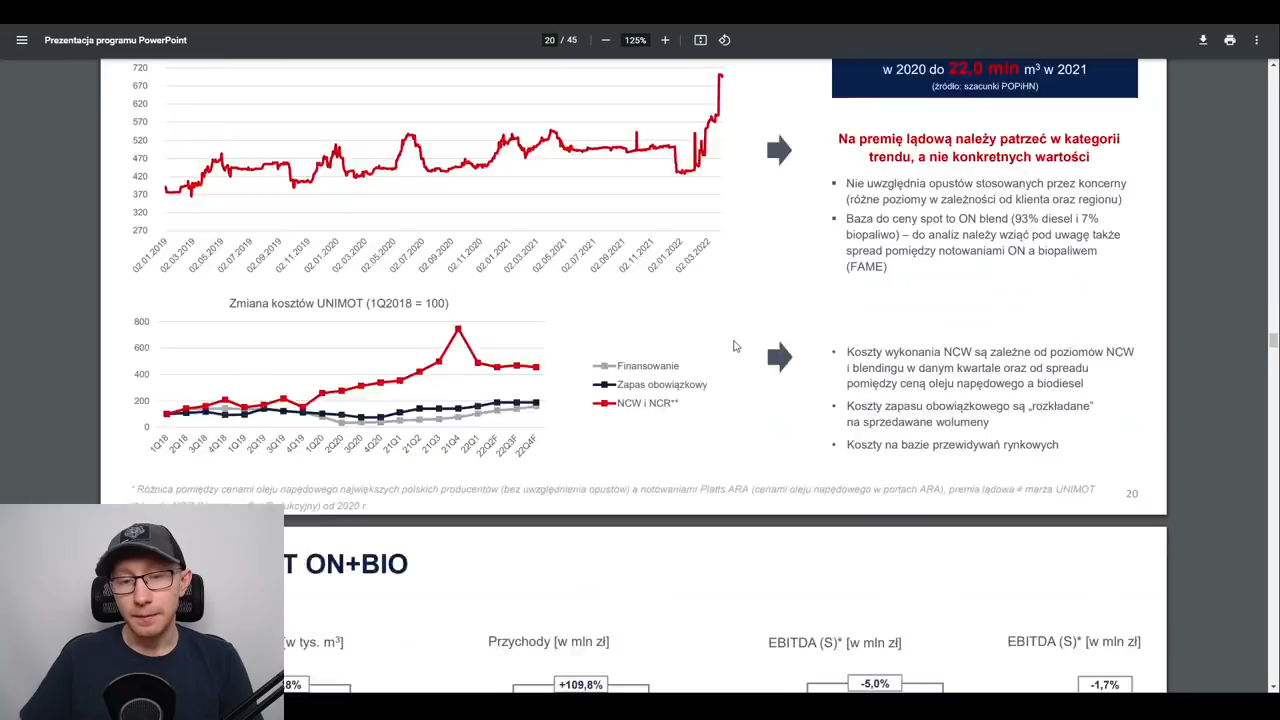 Prezentacja programu PowerPoint
20 / 45
125%
w 2020 do 22,0 mln m³ w 2021
(źródło: szacunki POPiHN)
720
670
620
570
520
470
420
370
320
270
02.01.2019
02.03.2019
02.05.2019
02.07.2019
02.09.2019
02.11.2019
02.01.2020
02.03.2020
02.05.2020
02.07.2020
02.09.2020
02.11.2020
02.01.2021
02.03.2021
02.05.2021
02.07.2021
02.09.2021
02.11.2021
02.01.2022
02.03.2022
Na premię lądową należy patrzeć w kategorii
trendu, a nie konkretnych wartości
▪ Nie uwzględnia opustów stosowanych przez koncerny
(różne poziomy w zależności od klienta oraz regionu)
▪ Baza do ceny spot to ON blend (93% diesel i 7%
biopaliwo) – do analiz należy wziąć pod uwagę także
spread pomiędzy notowaniami ON a biopaliwem
(FAME)
Zmiana kosztów UNIMOT (1Q2018 = 100)
800
600
400
200
0
1Q18
2Q18
3Q18
4Q18
1Q19
2Q19
3Q19
4Q19
1Q20
2Q20
3Q20
4Q20
21Q1
21Q2
21Q3
21Q4
22Q1
22Q2F
22Q3F
22Q4F
Finansowanie
Zapas obowiązkowy
NCW i NCR**
• Koszty wykonania NCW są zależne od poziomów NCW
i blendingu w danym kwartale oraz od spreadu
pomiędzy ceną oleju napędowego a biodiesel
• Koszty zapasu obowiązkowego są „rozkładane”
na sprzedawane wolumeny
• Koszty na bazie przewidywań rynkowych
* Różnica pomiędzy cenami oleju napędowego największych polskich producentów (bez uwzględnienia opustów) a notowaniami Platts ARA (cenami oleju napędowego w portach ARA), premia lądowa ≠ marża UNIMOT
od 2020 r.
20
T ON+BIO
[w tys. m³]
Przychody [w mln zł]
EBITDA (S)* [w mln zł]
EBITDA (S)* [w mln zł]
8%
+109,8%
-5,0%
-1,7%